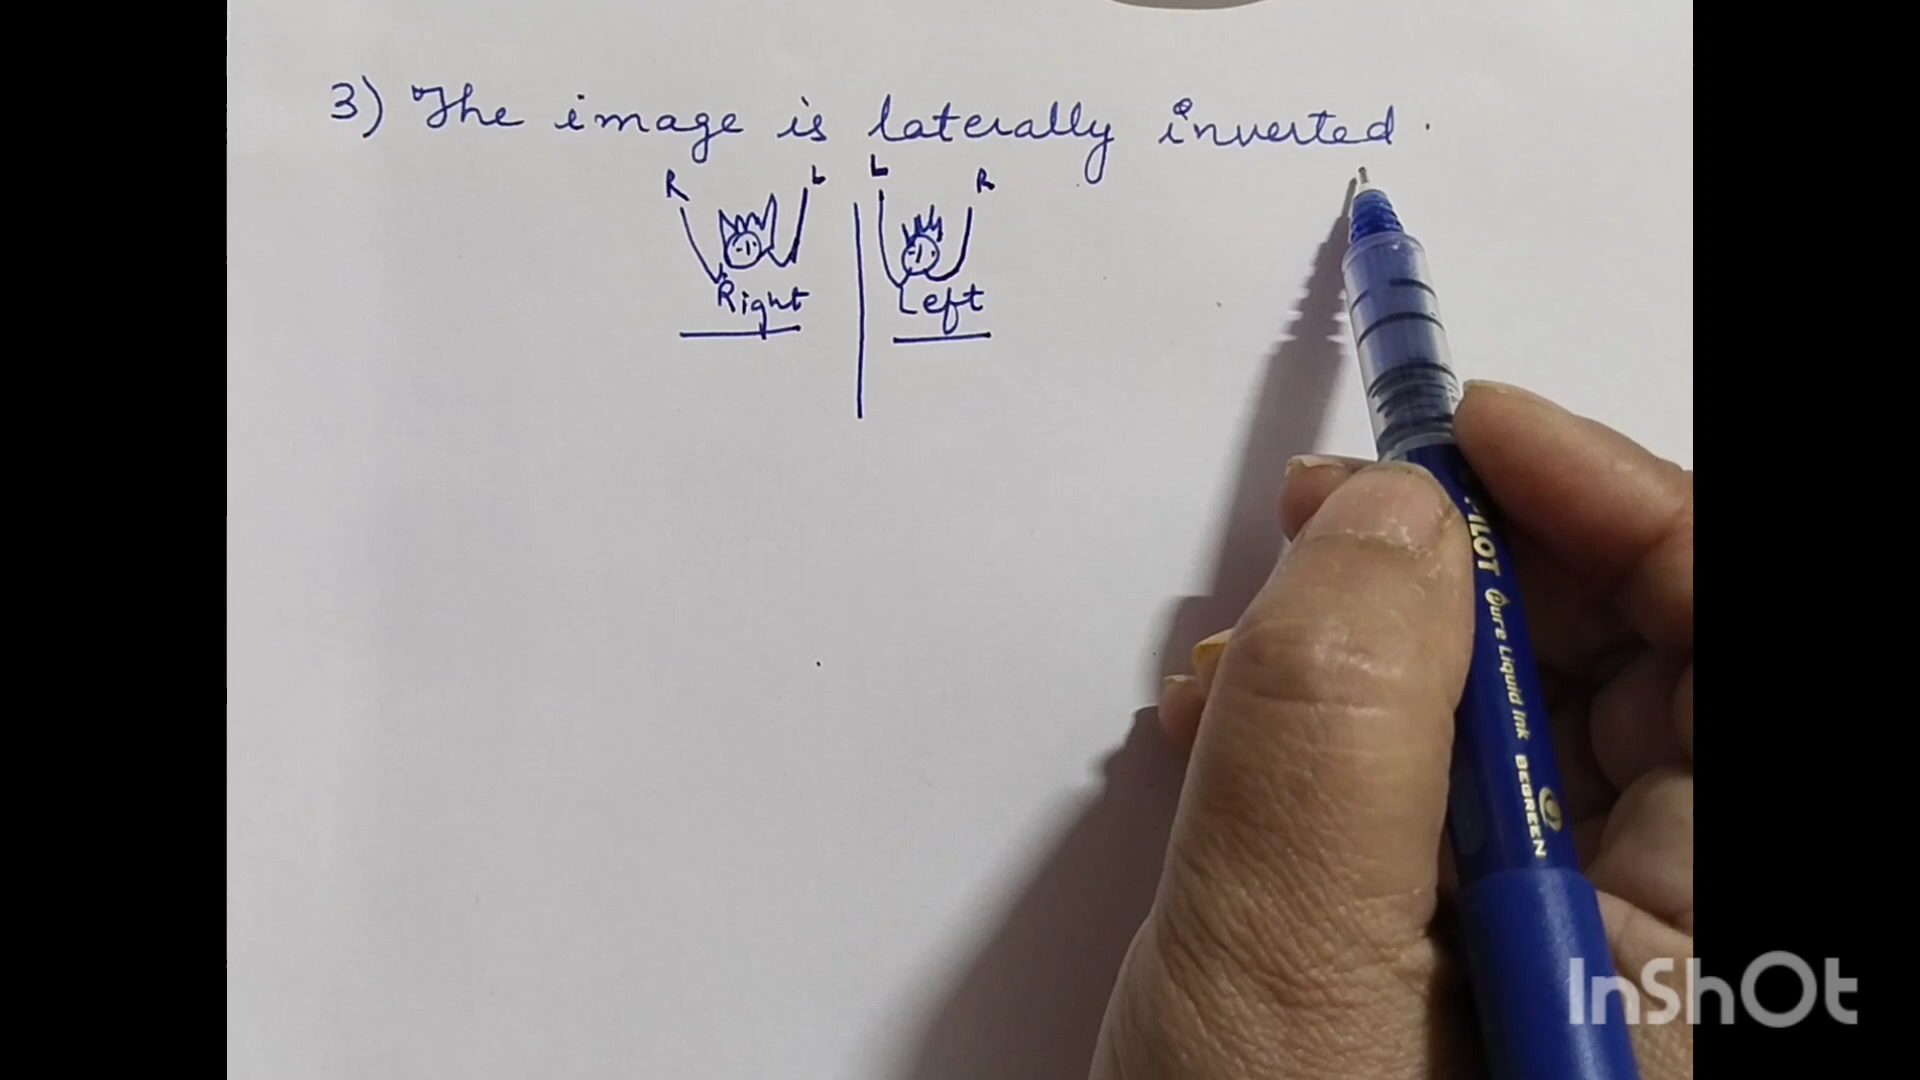 3) The image is laterally inverted.
R L L R
Right Left
PILOT Pure Liquid Ink BEGREEN
InShOt